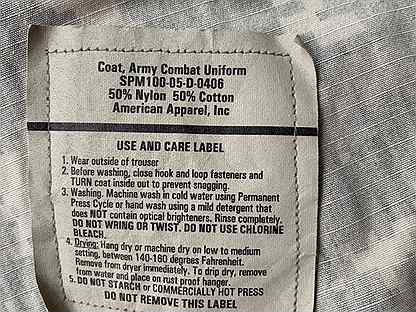 Coat, Army Combat Uniform
SPM100-05-D-0406
50% Nylon 50% Cotton
American Apparel, Inc
USE AND CARE LABEL
1. Wear outside of trouser
2. Before washing, close hook and loop fasteners and
TURN coat inside out to prevent snagging.
3. Washing. Machine wash in cold water using Permanent
Press Cycle or hand wash using a mild detergent that
does NOT contain optical brighteners. Rinse completely.
DO NOT WRING OR TWIST. DO NOT USE CHLORINE
BLEACH.
4. Drying: Hang dry or machine dry on low to medium
setting, between 140-160 degrees Fahrenheit.
Remove from dryer immediately. To drip dry, remove
from water and place on rust proof hanger.
5. DO NOT STARCH or COMMERCIALLY HOT PRESS
DO NOT REMOVE THIS LABEL